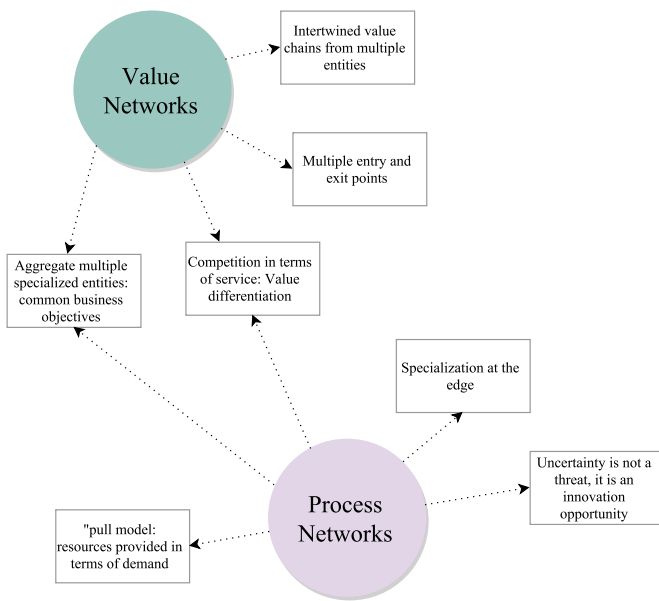 Intertwined value
chains from multiple
entities
Value
Networks
Multiple entry and
exit points
Aggregate multiple
specialized entities:
common business
objectives
Competition in terms
of service: Value
differentiation
Specialization at the
edge
Uncertainty is not a
threat, it is an
innovation
opportunity
Process
Networks
"pull model:
resources provided in
terms of demand